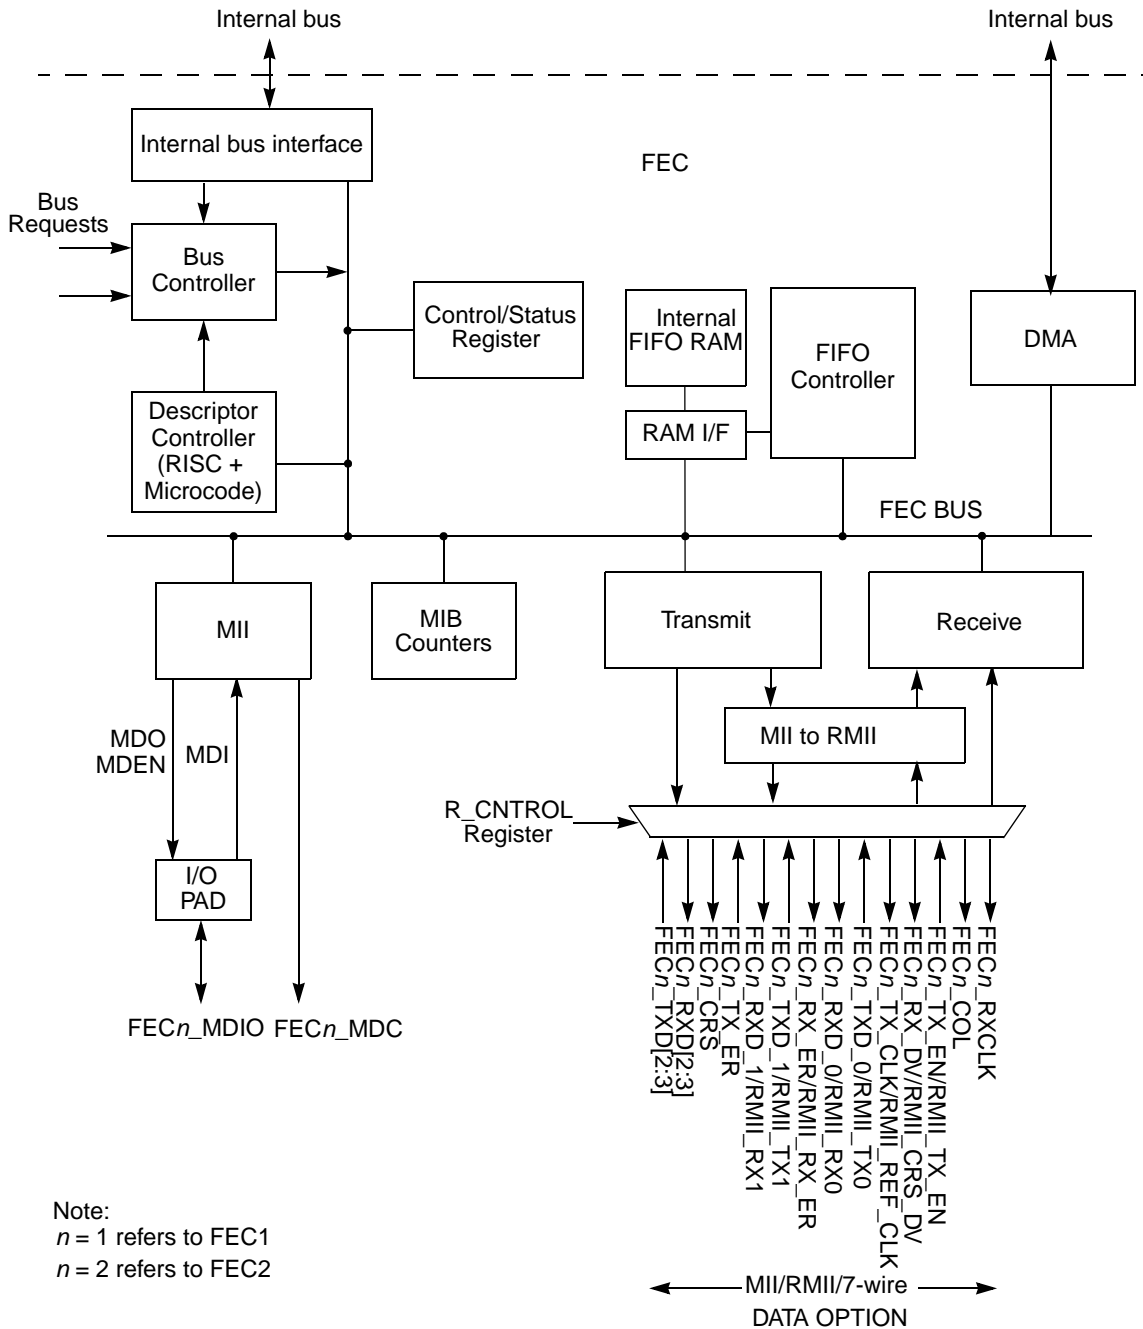 Internal bus
Internal bus
Internal bus interface
FEC
Bus
Requests
Bus
Controller
Control/Status
Register
Internal
FIFO RAM
FIFO
Controller
DMA
RAM I/F
Descriptor
Controller
(RISC +
Microcode)
FEC BUS
MII
MIB
Counters
Transmit
Receive
MII to RMII
MDO
MDEN
MDI
R_CNTROL
Register
I/O
PAD
FECn_MDIO
FECn_MDC
FECn_TXD[2:3]
FECn_RXD[2:3]
FECn_CRS
FECn_TX_ER
FECn_RXD_1/RMII_RX1
FECn_TXD_1/RMII_TX1
FECn_RX_ER/RMII_RX_ER
FECn_RXD_0/RMII_RX0
FECn_TXD_0/RMII_TX0
FECn_TX_CLK/RMII_REF_CLK
FECn_RX_DV/RMII_CRS_DV
FECn_TX_EN/RMII_TX_EN
FECn_COL
FECn_RXCLK
Note:
n = 1 refers to FEC1
n = 2 refers to FEC2
MII/RMII/7-wire
DATA OPTION